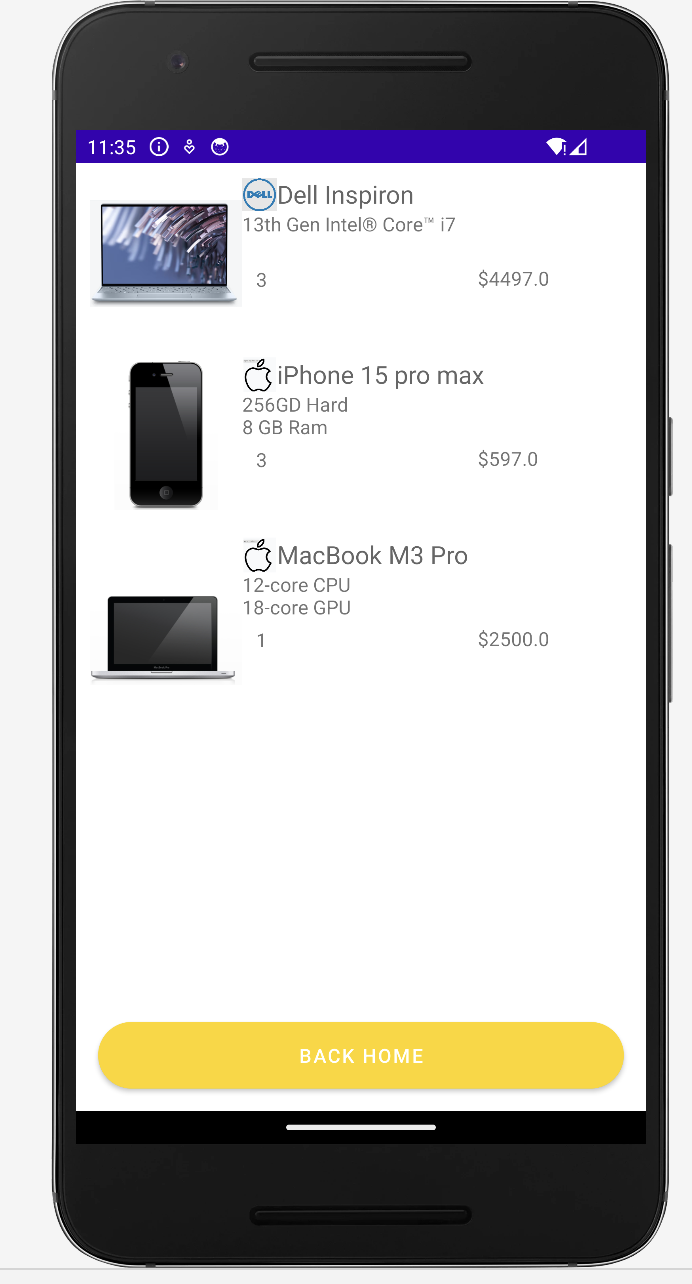 11:35
DELL Dell Inspiron
13th Gen Intel® Core™ i7
3 $4497.0
iPhone 15 pro max
256GD Hard
8 GB Ram
3 $597.0
MacBook M3 Pro
12-core CPU
18-core GPU
1 $2500.0
BACK HOME